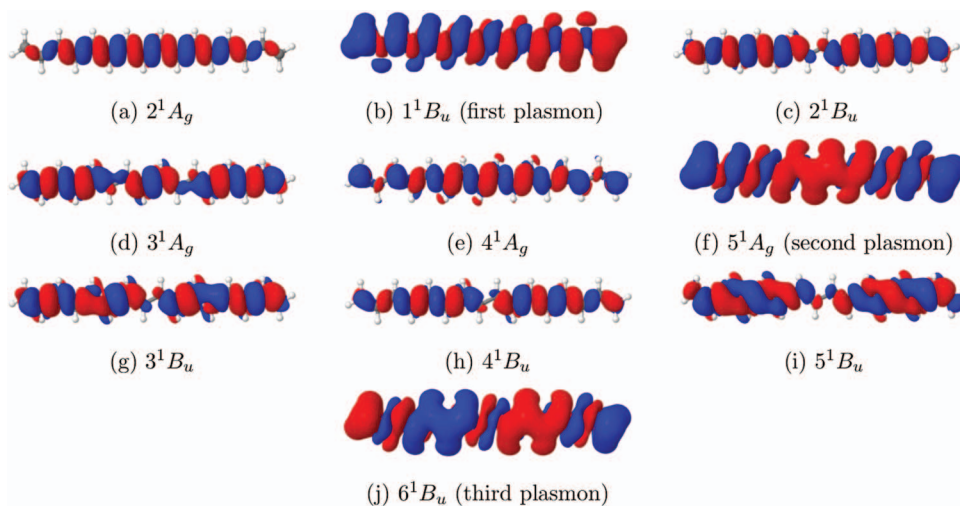 (a) 2¹A_g
(b) 1¹B_u (first plasmon)
(c) 2¹B_u
(d) 3¹A_g
(e) 4¹A_g
(f) 5¹A_g (second plasmon)
(g) 3¹B_u
(h) 4¹B_u
(i) 5¹B_u
(j) 6¹B_u (third plasmon)